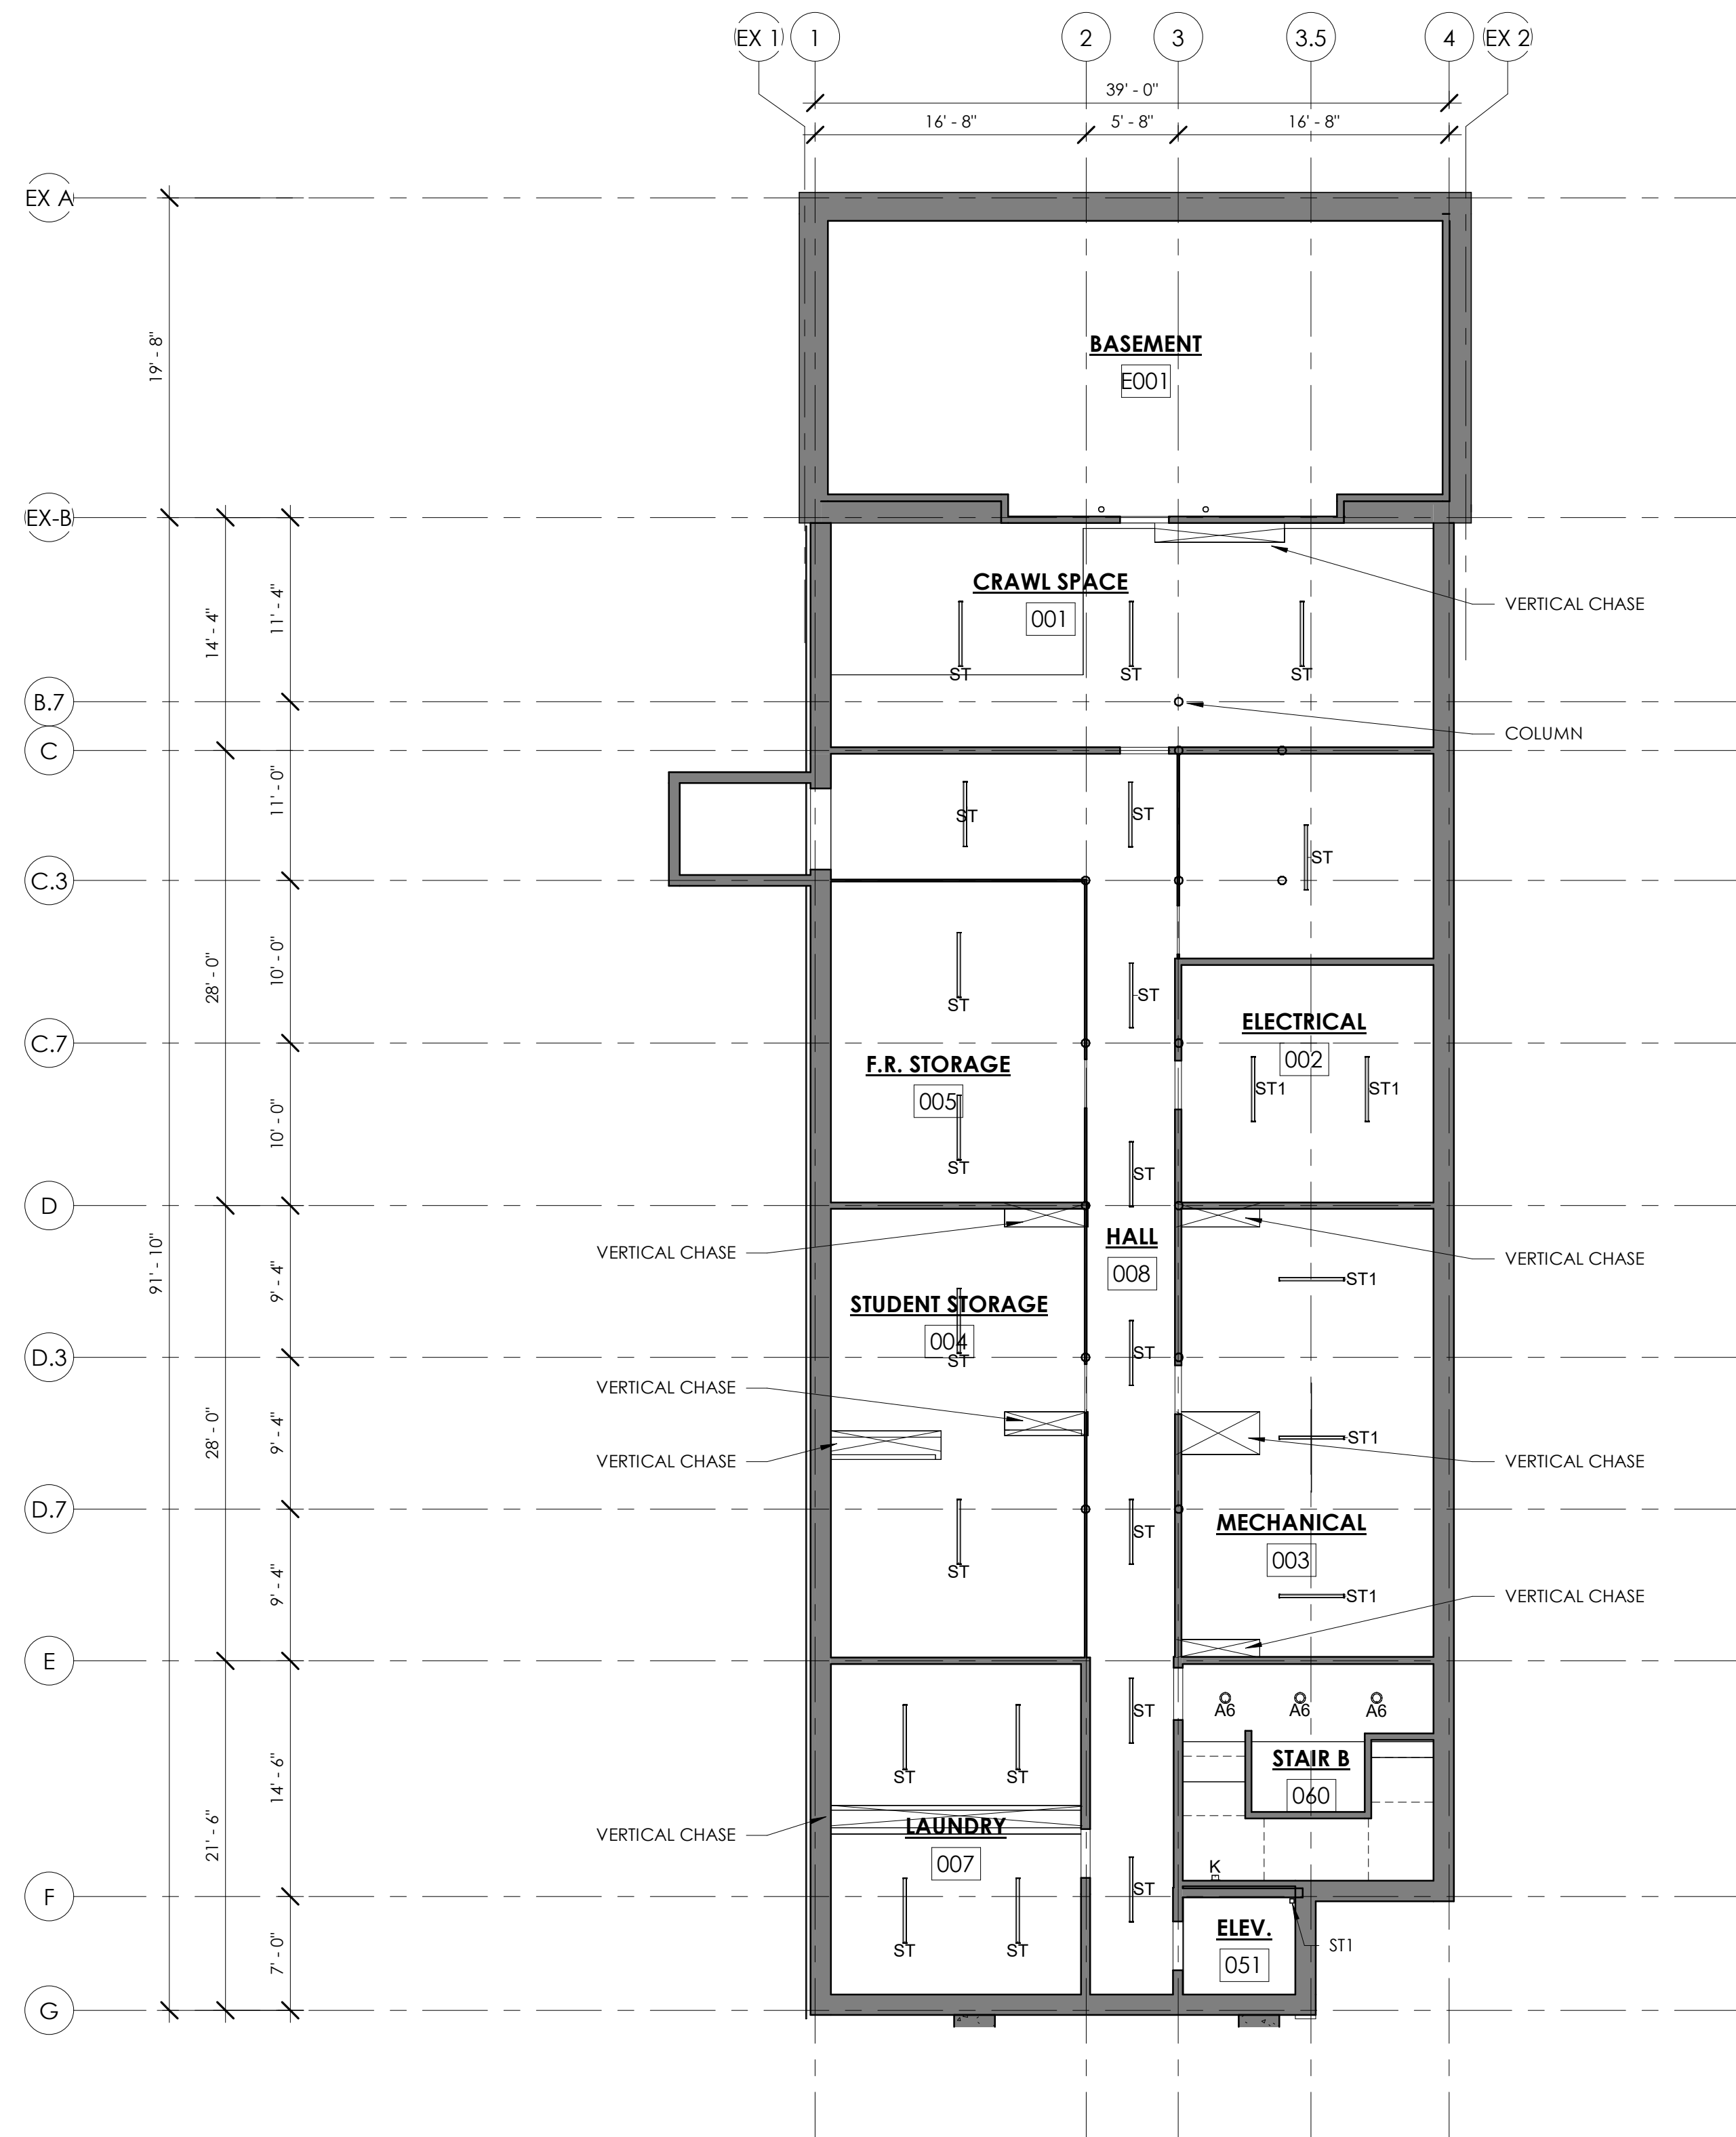 EX 1
1
2
3
3.5
4
EX 2
39' - 0"
16' - 8"
5' - 8"
16' - 8"
EX A
19' - 8"
BASEMENT
E001
EX-B
CRAWL SPACE
001
11' - 4"
14' - 4"
VERTICAL CHASE
ST
ST
ST
B.7
COLUMN
C
11' - 0"
ST
ST
ST
C.3
10' - 0"
28' - 0"
ST
ST
ELECTRICAL
002
C.7
F.R. STORAGE
005
ST1
ST1
10' - 0"
ST
ST
D
HALL
008
VERTICAL CHASE
VERTICAL CHASE
91' - 10"
9' - 4"
ST1
STUDENT STORAGE
004
ST
ST
D.3
VERTICAL CHASE
28' - 0"
9' - 4"
ST1
VERTICAL CHASE
VERTICAL CHASE
D.7
MECHANICAL
003
ST
ST
9' - 4"
ST1
VERTICAL CHASE
E
ST
A6
A6
A6
STAIR B
060
14' - 6"
ST
ST
21' - 6"
VERTICAL CHASE
LAUNDRY
007
K
F
ST
ELEV.
051
ST1
7' - 0"
ST
ST
G